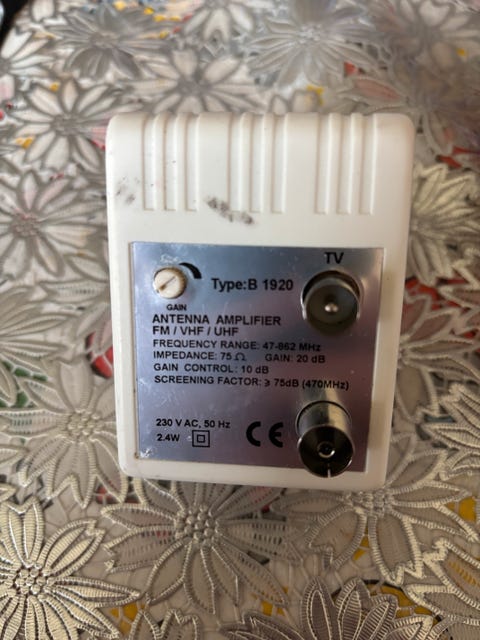 TV
Type:B 1920
GAIN
ANTENNA AMPLIFIER
FM / VHF / UHF
FREQUENCY RANGE: 47-862 MHz
IMPEDANCE: 75 Ω GAIN: 20 dB
GAIN CONTROL: 10 dB
SCREENING FACTOR: ≥ 75dB (470MHz)
230 V AC, 50 Hz
2.4W CE